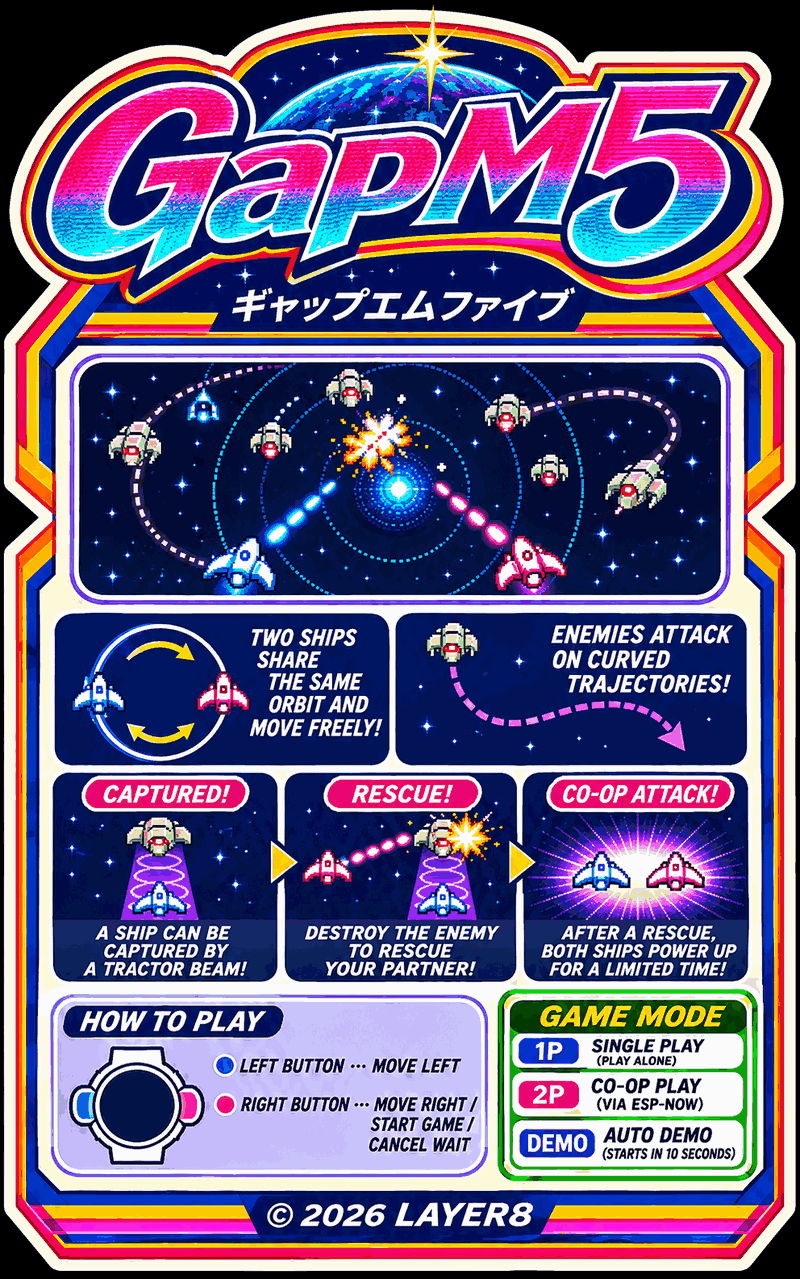 GapM5
ギャップエムファイブ
TWO SHIPS
SHARE
THE SAME
ORBIT AND
MOVE FREELY!
ENEMIES ATTACK
ON CURVED
TRAJECTORIES!
CAPTURED!
A SHIP CAN BE
CAPTURED BY
A TRACTOR BEAM!
RESCUE!
DESTROY THE ENEMY
TO RESCUE
YOUR PARTNER!
CO-OP ATTACK!
AFTER A RESCUE,
BOTH SHIPS POWER UP
FOR A LIMITED TIME!
HOW TO PLAY
LEFT BUTTON ··· MOVE LEFT
RIGHT BUTTON ··· MOVE RIGHT /
START GAME /
CANCEL WAIT
GAME MODE
1P SINGLE PLAY
(PLAY ALONE)
2P CO-OP PLAY
(VIA ESP-NOW)
DEMO AUTO DEMO
(STARTS IN 10 SECONDS)
© 2026 LAYER8